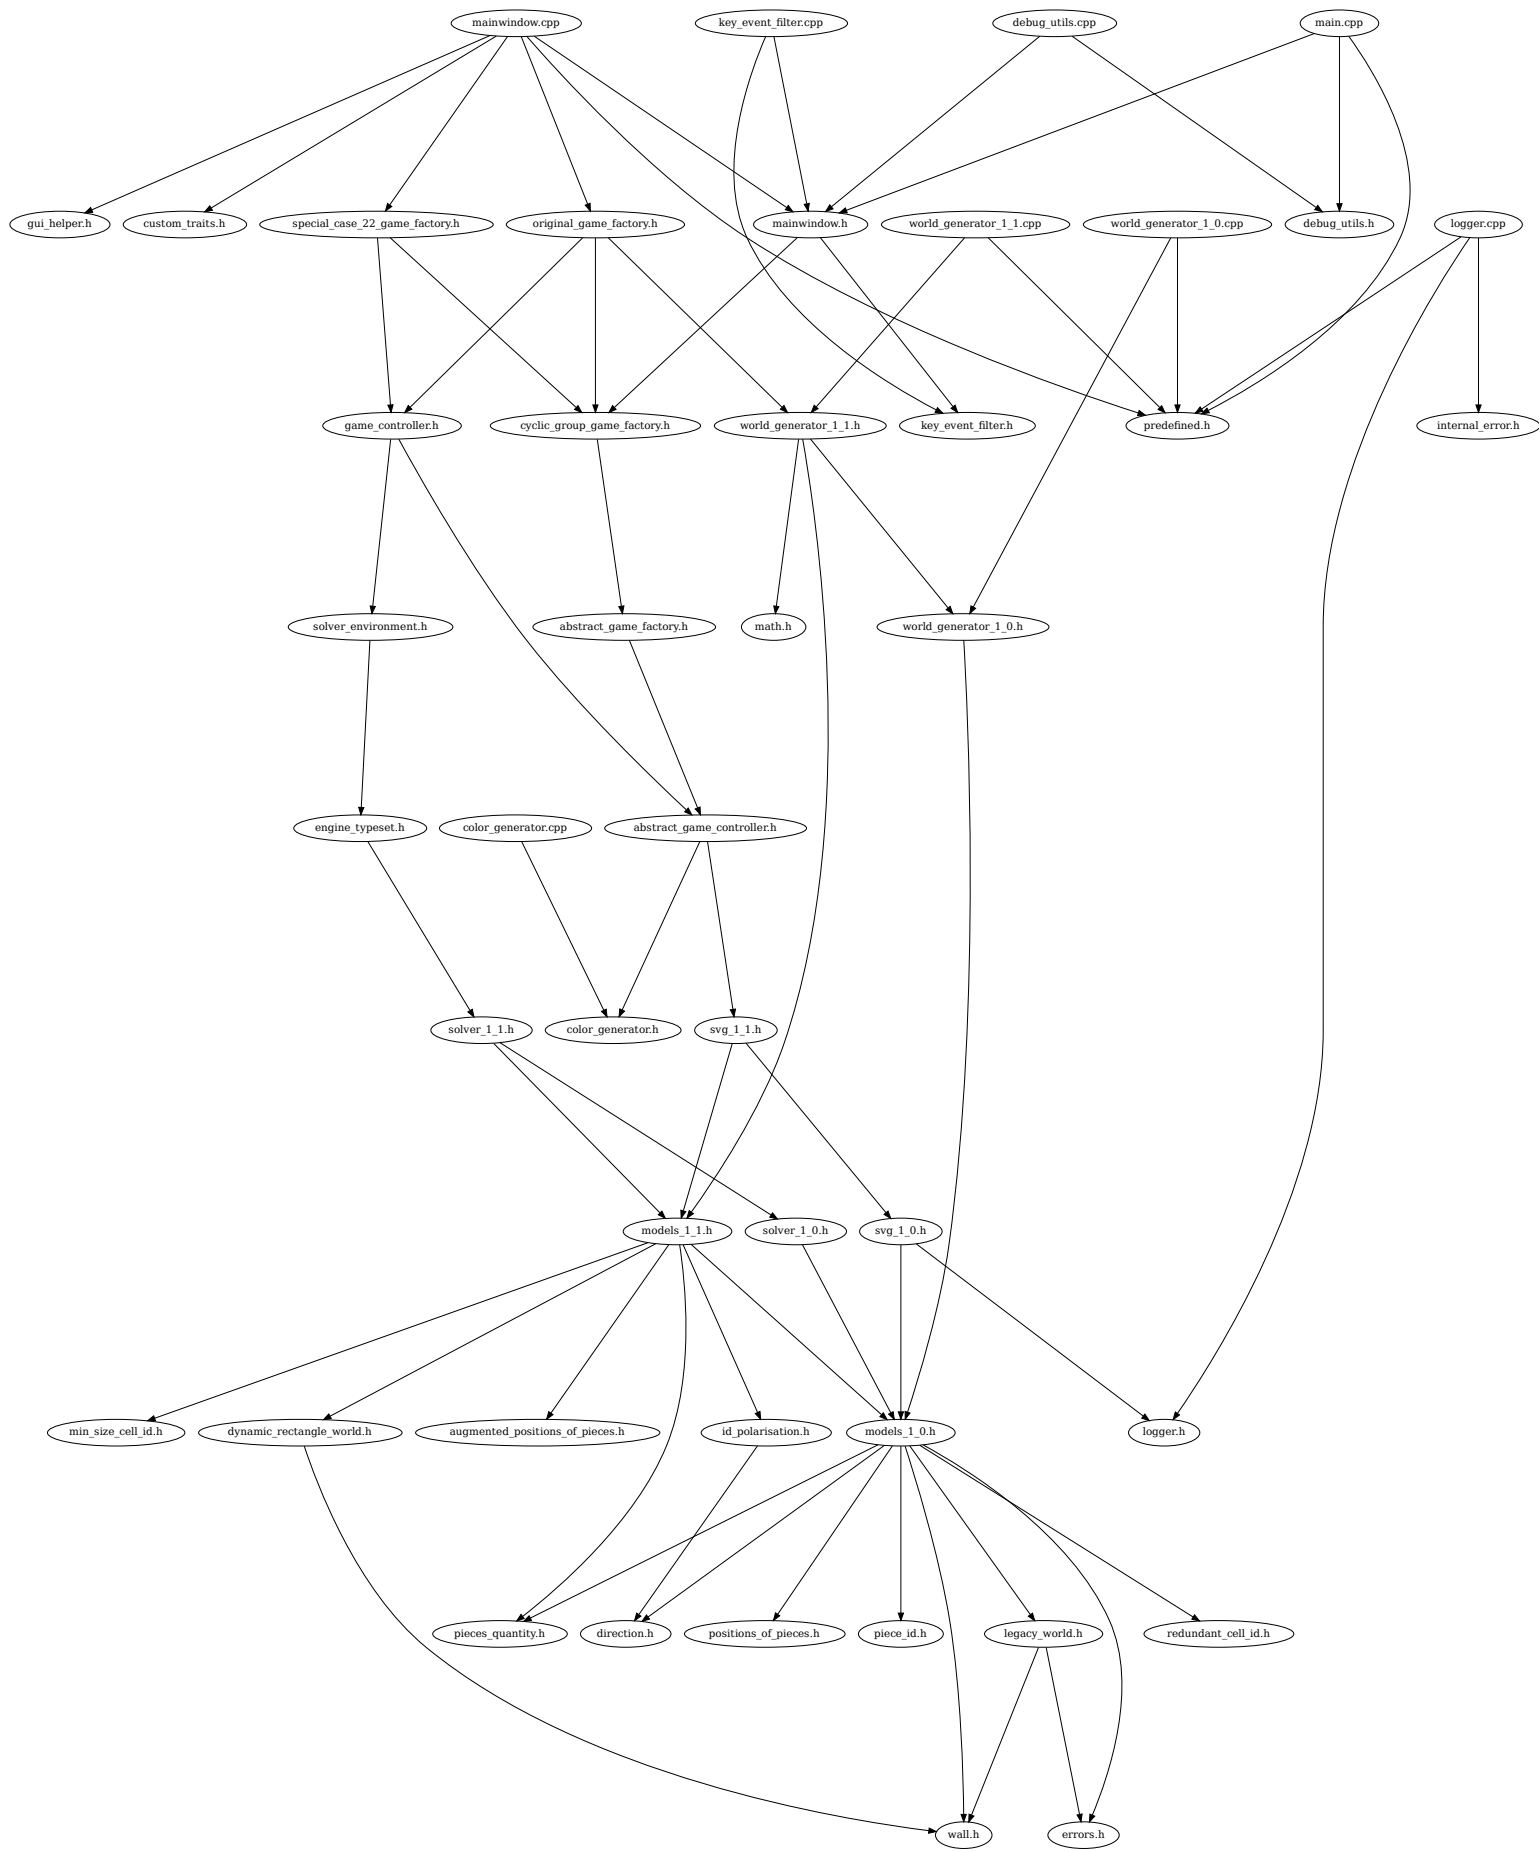 mainwindow.cpp
key_event_filter.cpp
debug_utils.cpp
main.cpp
gui_helper.h
custom_traits.h
special_case_22_game_factory.h
original_game_factory.h
mainwindow.h
world_generator_1_1.cpp
world_generator_1_0.cpp
debug_utils.h
logger.cpp
game_controller.h
cyclic_group_game_factory.h
world_generator_1_1.h
key_event_filter.h
predefined.h
internal_error.h
solver_environment.h
abstract_game_factory.h
math.h
world_generator_1_0.h
engine_typeset.h
color_generator.cpp
abstract_game_controller.h
solver_1_1.h
color_generator.h
svg_1_1.h
models_1_1.h
solver_1_0.h
svg_1_0.h
min_size_cell_id.h
dynamic_rectangle_world.h
augmented_positions_of_pieces.h
id_polarisation.h
models_1_0.h
logger.h
pieces_quantity.h
direction.h
positions_of_pieces.h
piece_id.h
legacy_world.h
redundant_cell_id.h
wall.h
errors.h